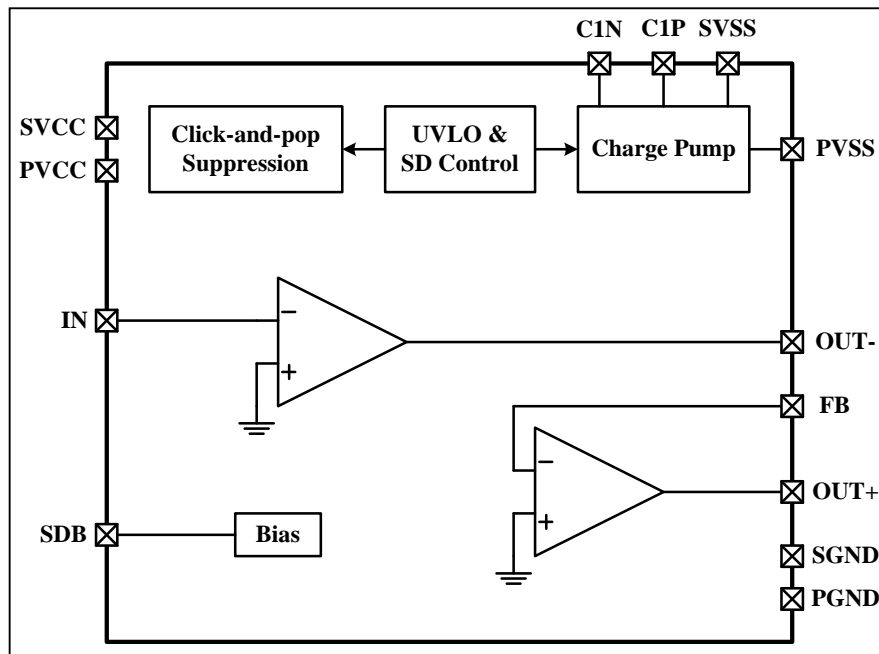 C1N C1P SVSS
SVCC
PVCC
Click-and-pop
Suppression
UVLO &
SD Control
Charge Pump
PVSS
IN
−
+
OUT-
FB
−
+
OUT+
SDB
Bias
SGND
PGND